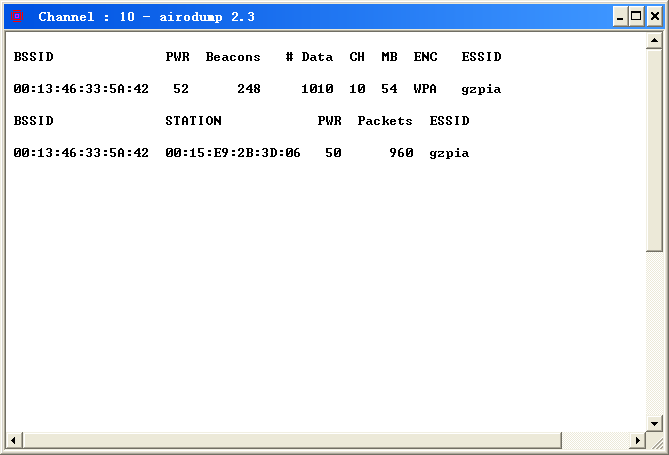 Channel : 10 - airodump 2.3
BSSID PWR Beacons # Data CH MB ENC ESSID
00:13:46:33:5A:42 52 248 1010 10 54 WPA gzpia
BSSID STATION PWR Packets ESSID
00:13:46:33:5A:42 00:15:E9:2B:3D:06 50 960 gzpia